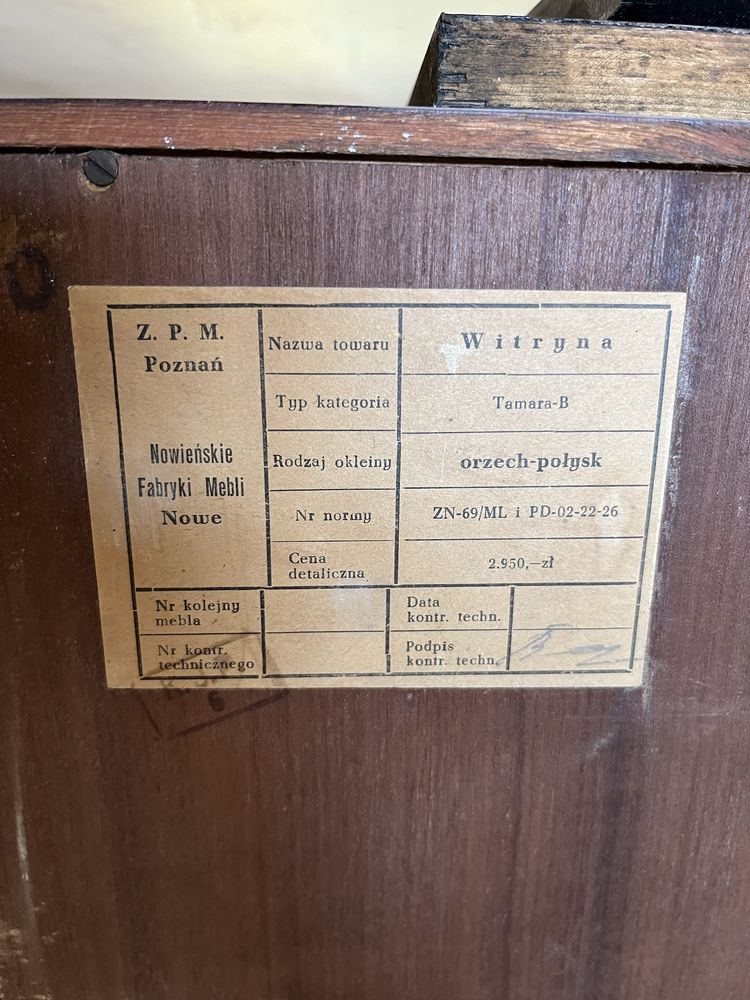 Z. P. M.
Poznań
Nowieńskie
Fabryki Mebli
Nowe
Nazwa towaru
Witryna
Typ kategoria
Tamara-B
Rodzaj okleiny
orzech-połysk
Nr normy
ZN-69/ML i PD-02-22-26
Cena
detaliczna
2.950,—zł
Nr kolejny
mebla
Data
kontr. techn.
Nr kontr.
technicznego
Podpis
kontr. techn.
6